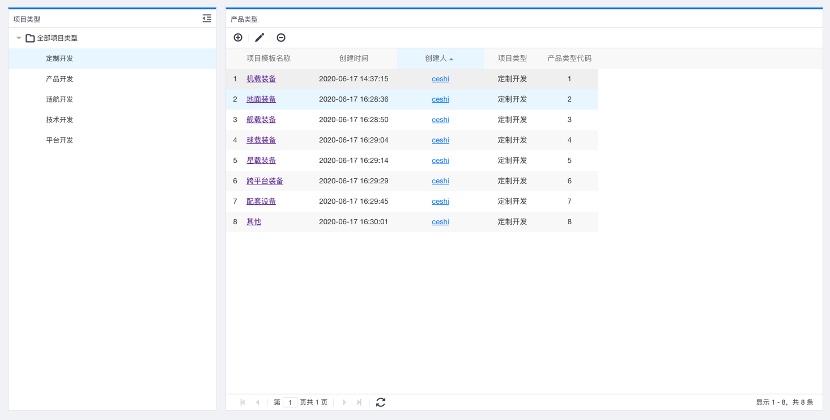 项目类型
全部项目类型
定制开发
产品开发
适航开发
技术开发
平台开发
产品类型
项目模板名称 创建时间 创建人 项目类型 产品类型代码
1 机载装备 2020-06-17 14:37:15 ceshi 定制开发 1
2 地面装备 2020-06-17 16:28:36 ceshi 定制开发 2
3 舰载装备 2020-06-17 16:28:50 ceshi 定制开发 3
4 球载装备 2020-06-17 16:29:04 ceshi 定制开发 4
5 星载装备 2020-06-17 16:29:14 ceshi 定制开发 5
6 跨平台装备 2020-06-17 16:29:29 ceshi 定制开发 6
7 配套设备 2020-06-17 16:29:45 ceshi 定制开发 7
8 其他 2020-06-17 16:30:01 ceshi 定制开发 8
第 1 页共 1 页
显示 1 - 8，共 8 条